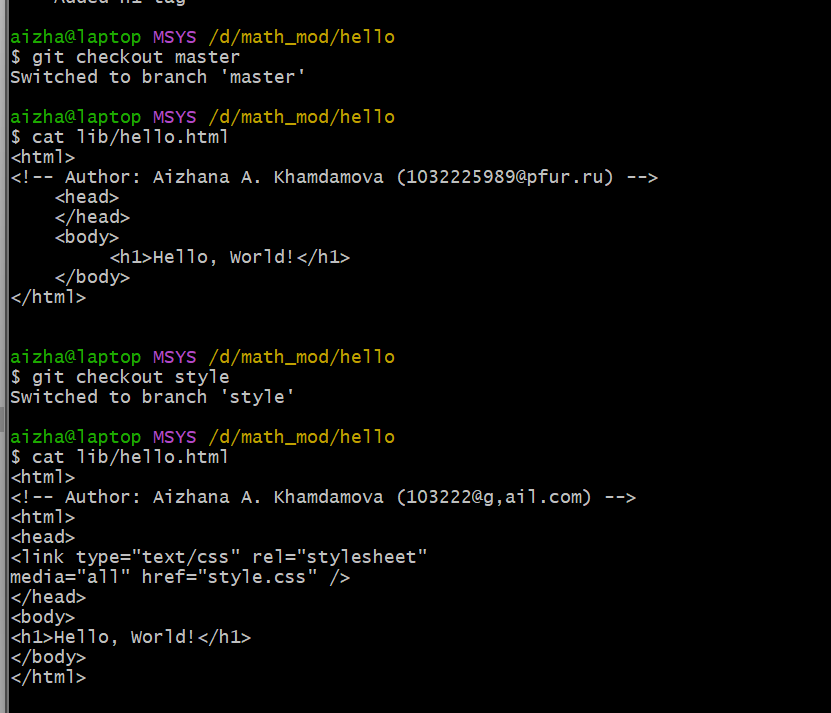 Added h1 tag
aizha@laptop MSYS /d/math_mod/hello
$ git checkout master
Switched to branch 'master'
aizha@laptop MSYS /d/math_mod/hello
$ cat lib/hello.html
<html>
<!-- Author: Aizhana A. Khamdamova (1032225989@pfur.ru) -->
    <head>
    </head>
    <body>
         <h1>Hello, World!</h1>
    </body>
</html>
aizha@laptop MSYS /d/math_mod/hello
$ git checkout style
Switched to branch 'style'
aizha@laptop MSYS /d/math_mod/hello
$ cat lib/hello.html
<html>
<!-- Author: Aizhana A. Khamdamova (103222@g,ail.com) -->
<html>
<head>
<link type="text/css" rel="stylesheet"
media="all" href="style.css" />
</head>
<body>
<h1>Hello, World!</h1>
</body>
</html>